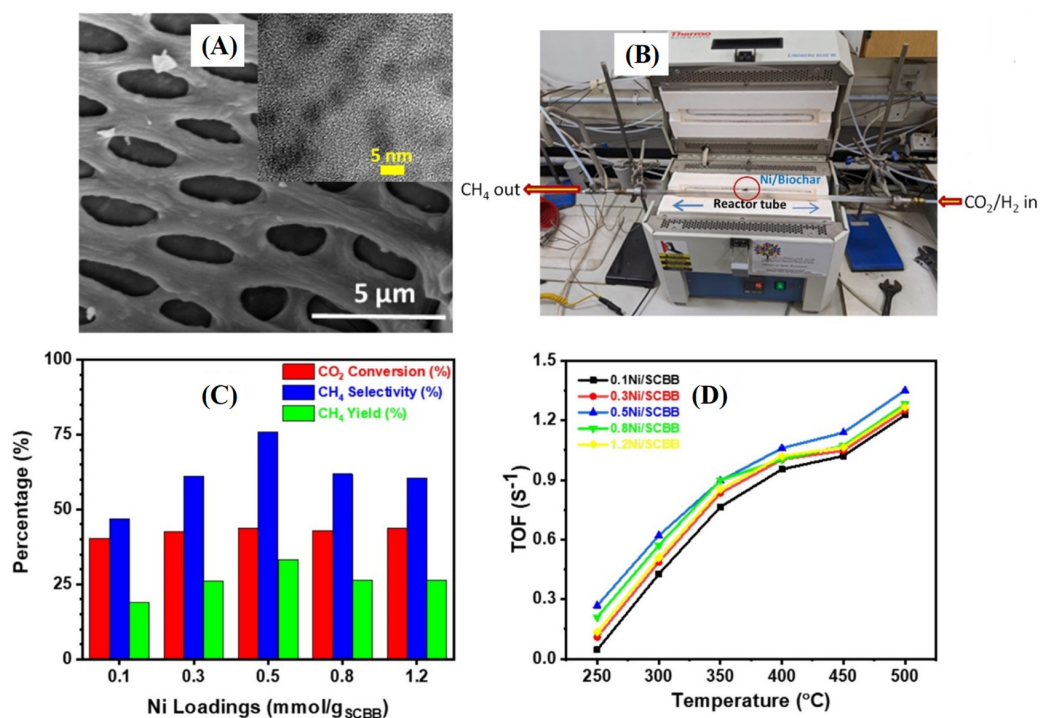 (A)
5 nm
5 µm
(B)
Thermo
CH₄ out
Ni/Biochar
Reactor tube
CO₂/H₂ in
(C)
CO₂ Conversion (%)
CH₄ Selectivity (%)
CH₄ Yield (%)
Percentage (%)
100
75
50
25
0
0.1 0.3 0.5 0.8 1.2
Ni Loadings (mmol/gSCBB)
(D)
0.1Ni/SCBB
0.3Ni/SCBB
0.5Ni/SCBB
0.8Ni/SCBB
1.2Ni/SCBB
TOF (S⁻¹)
1.5
1.2
0.9
0.6
0.3
0.0
250 300 350 400 450 500
Temperature (°C)